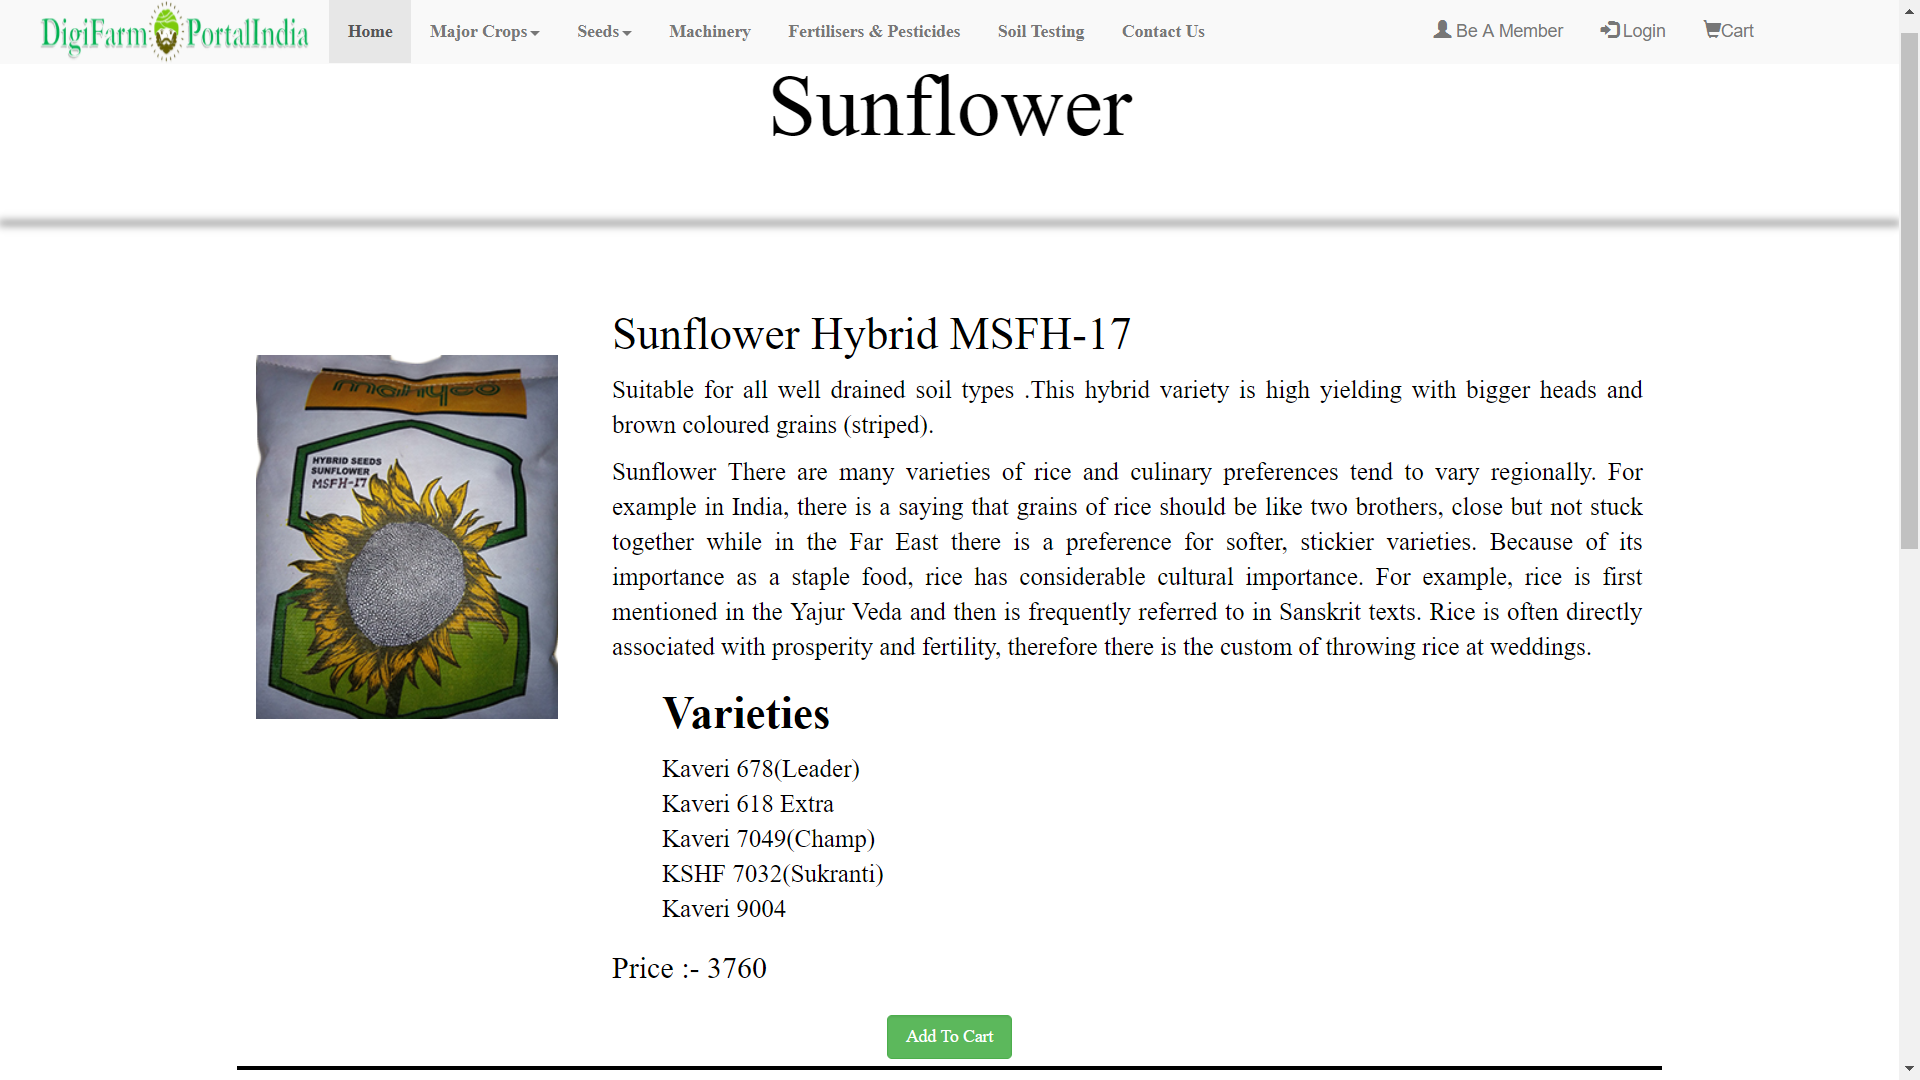 DigiFarm PortalIndia Home Major Crops Seeds Machinery Fertilisers & Pesticides Soil Testing Contact Us Be A Member Login Cart
Sunflower
Sunflower Hybrid MSFH-17
Suitable for all well drained soil types .This hybrid variety is high yielding with bigger heads and
brown coloured grains (striped).
mahyco
HYBRID SEEDS
SUNFLOWER
MSFH-17
Sunflower There are many varieties of rice and culinary preferences tend to vary regionally. For
example in India, there is a saying that grains of rice should be like two brothers, close but not stuck
together while in the Far East there is a preference for softer, stickier varieties. Because of its
importance as a staple food, rice has considerable cultural importance. For example, rice is first
mentioned in the Yajur Veda and then is frequently referred to in Sanskrit texts. Rice is often directly
associated with prosperity and fertility, therefore there is the custom of throwing rice at weddings.
Varieties
Kaveri 678(Leader)
Kaveri 618 Extra
Kaveri 7049(Champ)
KSHF 7032(Sukranti)
Kaveri 9004
Price :- 3760
Add To Cart